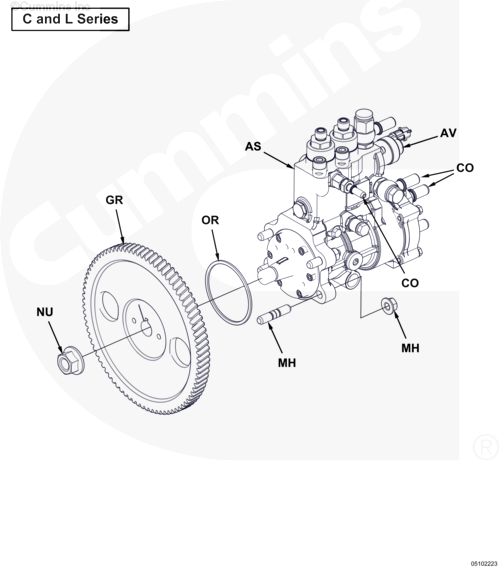 ©Cummins Inc
C and L Series
Cummins
AV
AS
CO
GR
OR
CO
NU
MH
MH
®
05102223